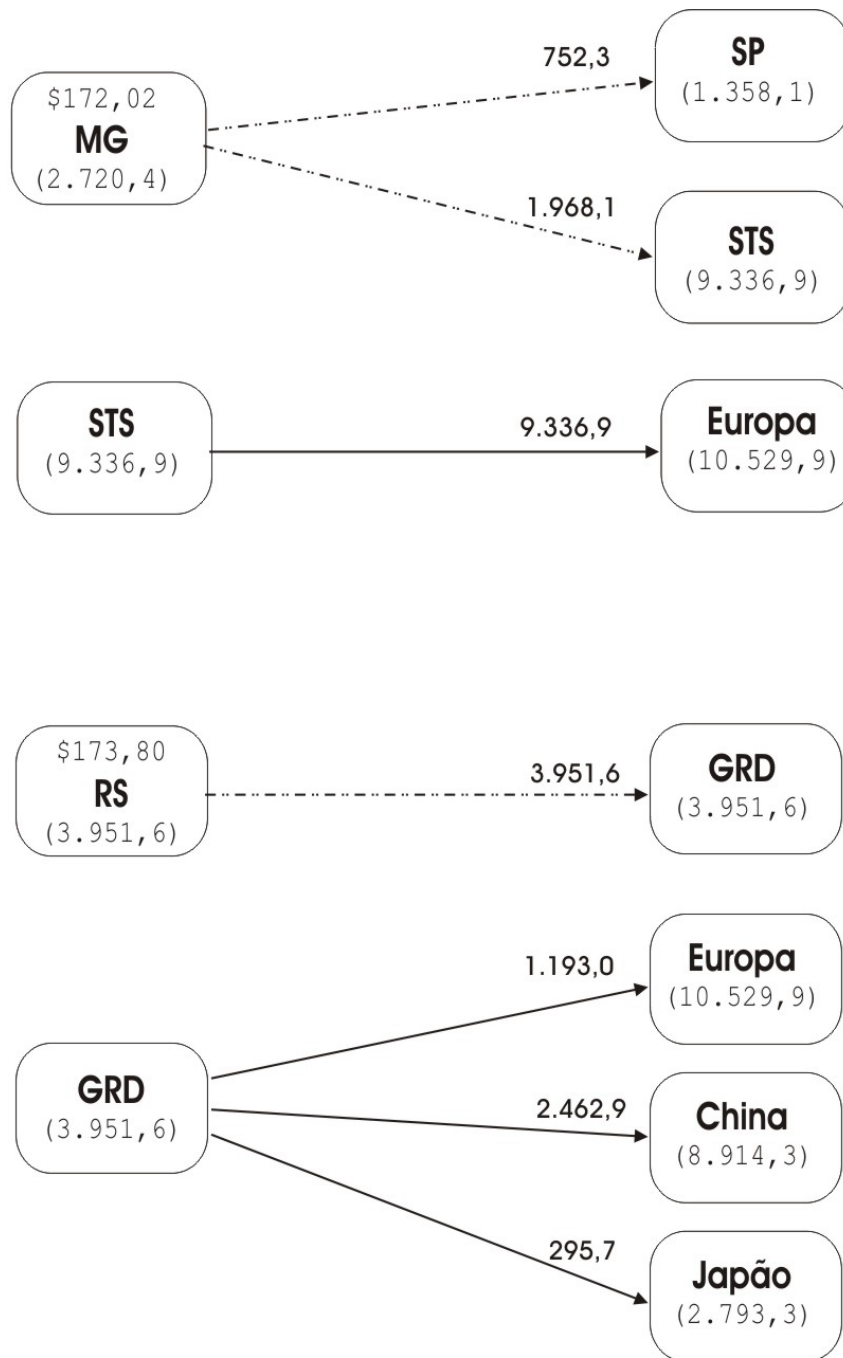 752,3
SP
(1.358,1)
$172,02
MG
(2.720,4)
1.968,1
STS
(9.336,9)
STS
(9.336,9)
9.336,9
Europa
(10.529,9)
$173,80
RS
(3.951,6)
3.951,6
GRD
(3.951,6)
1.193,0
Europa
(10.529,9)
GRD
(3.951,6)
2.462,9
China
(8.914,3)
295,7
Japão
(2.793,3)